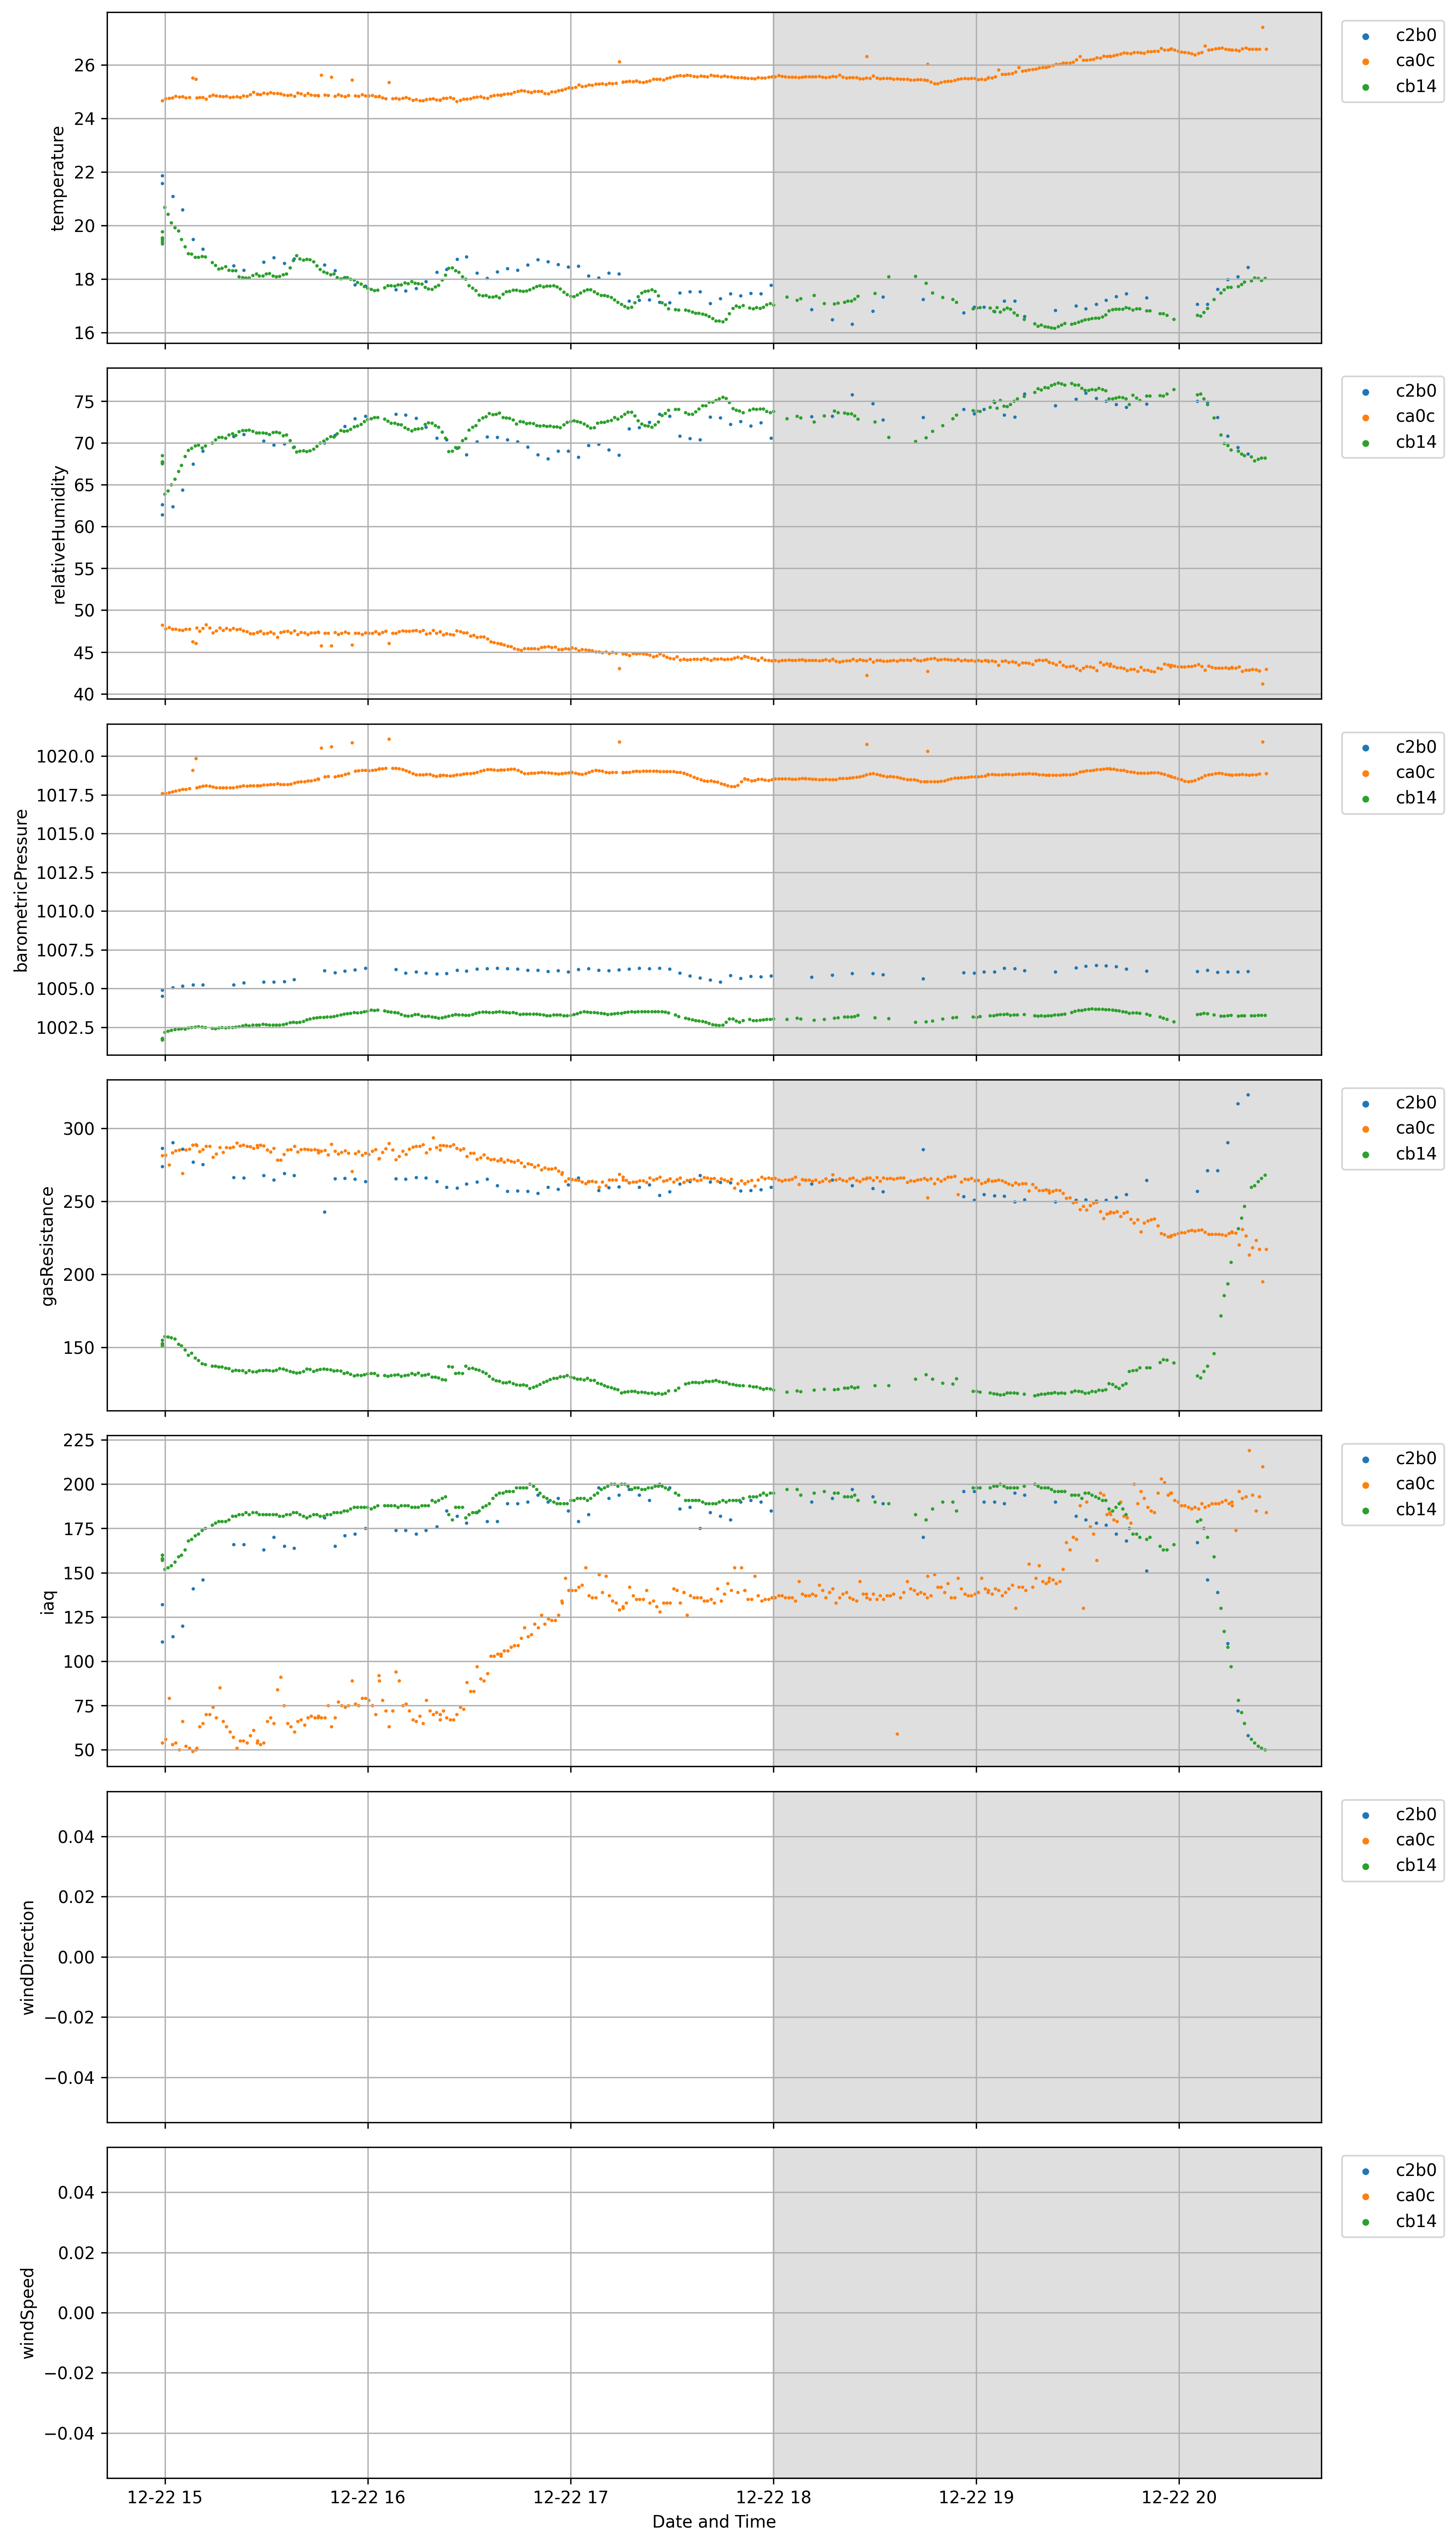 26
24
22
20
18
16
temperature
c2b0
ca0c
cb14
75
70
65
60
55
50
45
40
relativeHumidity
c2b0
ca0c
cb14
1020.0
1017.5
1015.0
1012.5
1010.0
1007.5
1005.0
1002.5
barometricPressure
c2b0
ca0c
cb14
300
250
200
150
gasResistance
c2b0
ca0c
cb14
225
200
175
150
125
100
75
50
iaq
c2b0
ca0c
cb14
0.04
0.02
0.00
−0.02
−0.04
windDirection
c2b0
ca0c
cb14
0.04
0.02
0.00
−0.02
−0.04
windSpeed
c2b0
ca0c
cb14
12-22 15
12-22 16
12-22 17
12-22 18
12-22 19
12-22 20
Date and Time